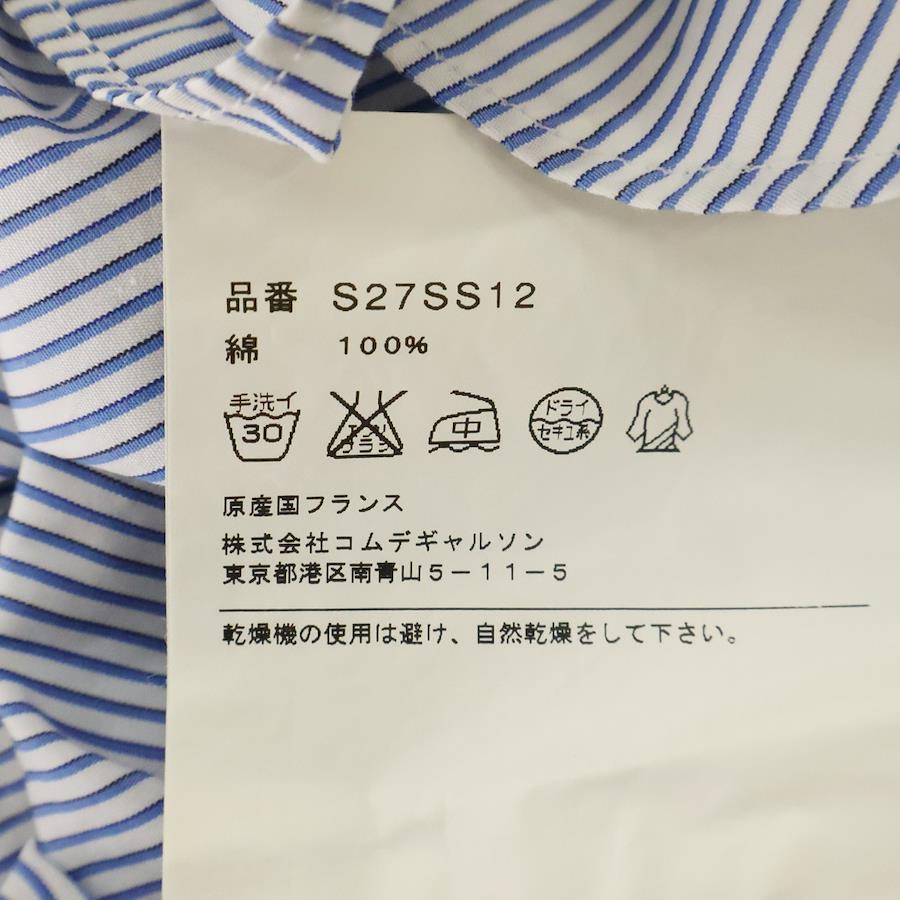 品番 S27SS12
綿 100%
手洗イ 30 エンソ サラシ 中 ドライ セキユ系
原産国フランス
株式会社コムデギャルソン
東京都港区南青山5-11-5
乾燥機の使用は避け、自然乾燥をして下さい。